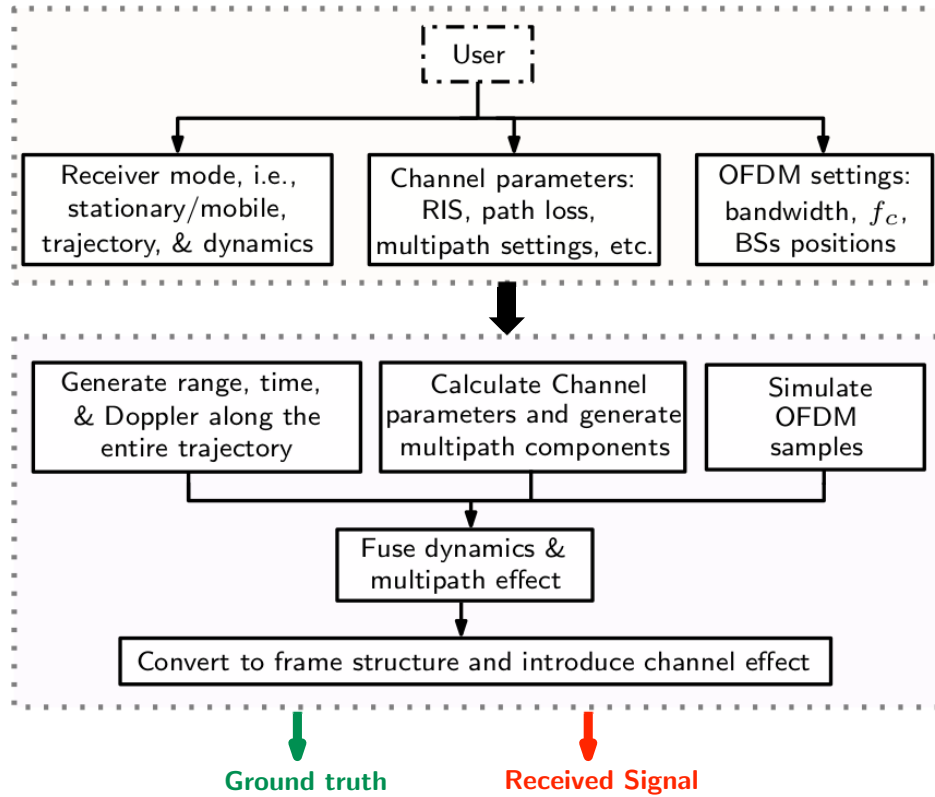 User
Receiver mode, i.e.,
stationary/mobile,
trajectory, & dynamics
Channel parameters:
RIS, path loss,
multipath settings, etc.
OFDM settings:
bandwidth, f_c,
BSs positions
Generate range, time,
& Doppler along the
entire trajectory
Calculate Channel
parameters and generate
multipath components
Simulate
OFDM
samples
Fuse dynamics &
multipath effect
Convert to frame structure and introduce channel effect
Ground truth
Received Signal